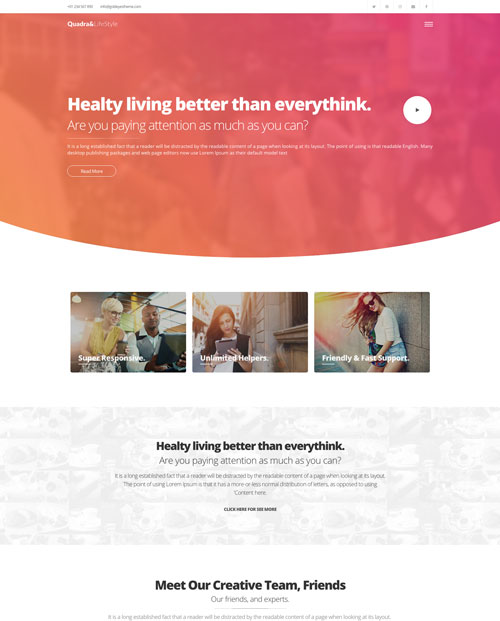 +01 234 567 890 info@goldeyestheme.com
Quadra&LifeStyle
Healty living better than everythink.
Are you paying attention as much as you can?
It is a long established fact that a reader will be distracted by the readable content of a page when looking at its layout. The point of using is that readable English. Many
desktop publishing packages and web page editors now use Lorem Ipsum as their default model text
Read More
Super Responsive.
Unlimited Helpers.
Friendly & Fast Support.
Healty living better than everythink.
Are you paying attention as much as you can?
It is a long established fact that a reader will be distracted by the readable content of a page when looking at its layout.
The point of using Lorem Ipsum is that it has a more-or-less normal distribution of letters, as opposed to using
'Content here.
CLICK HERE FOR SEE MORE
Meet Our Creative Team, Friends
Our friends, and experts.
It is a long established fact that a reader will be distracted by the readable content of a page when looking at its layout.